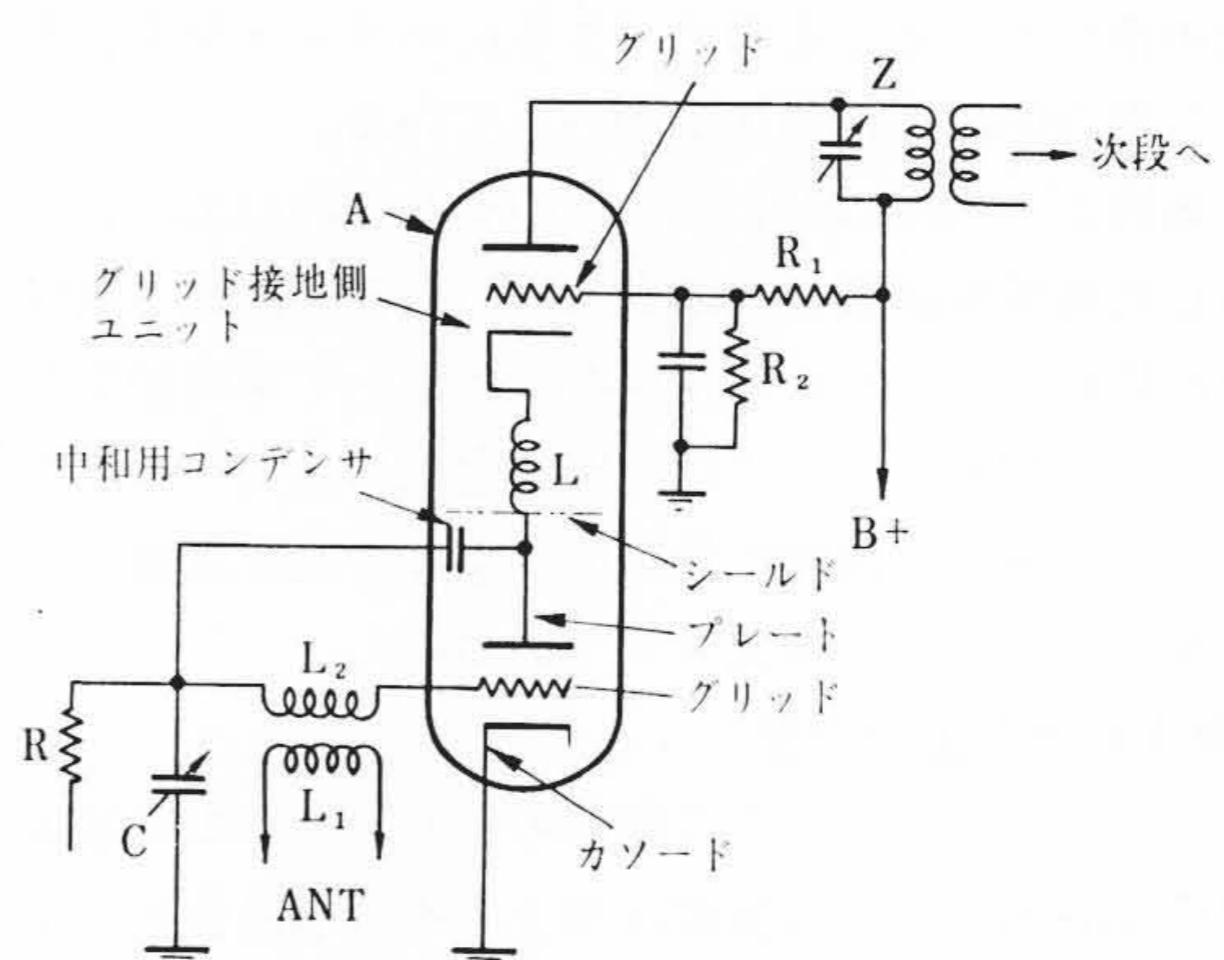 グリッド
Z
次段へ
A
R₁
グリッド接地側
ユニット
R₂
中和用コンデンサ
L
B+
シールド
プレート
L₂
グリッド
R
L₁
C
カソード
ANT